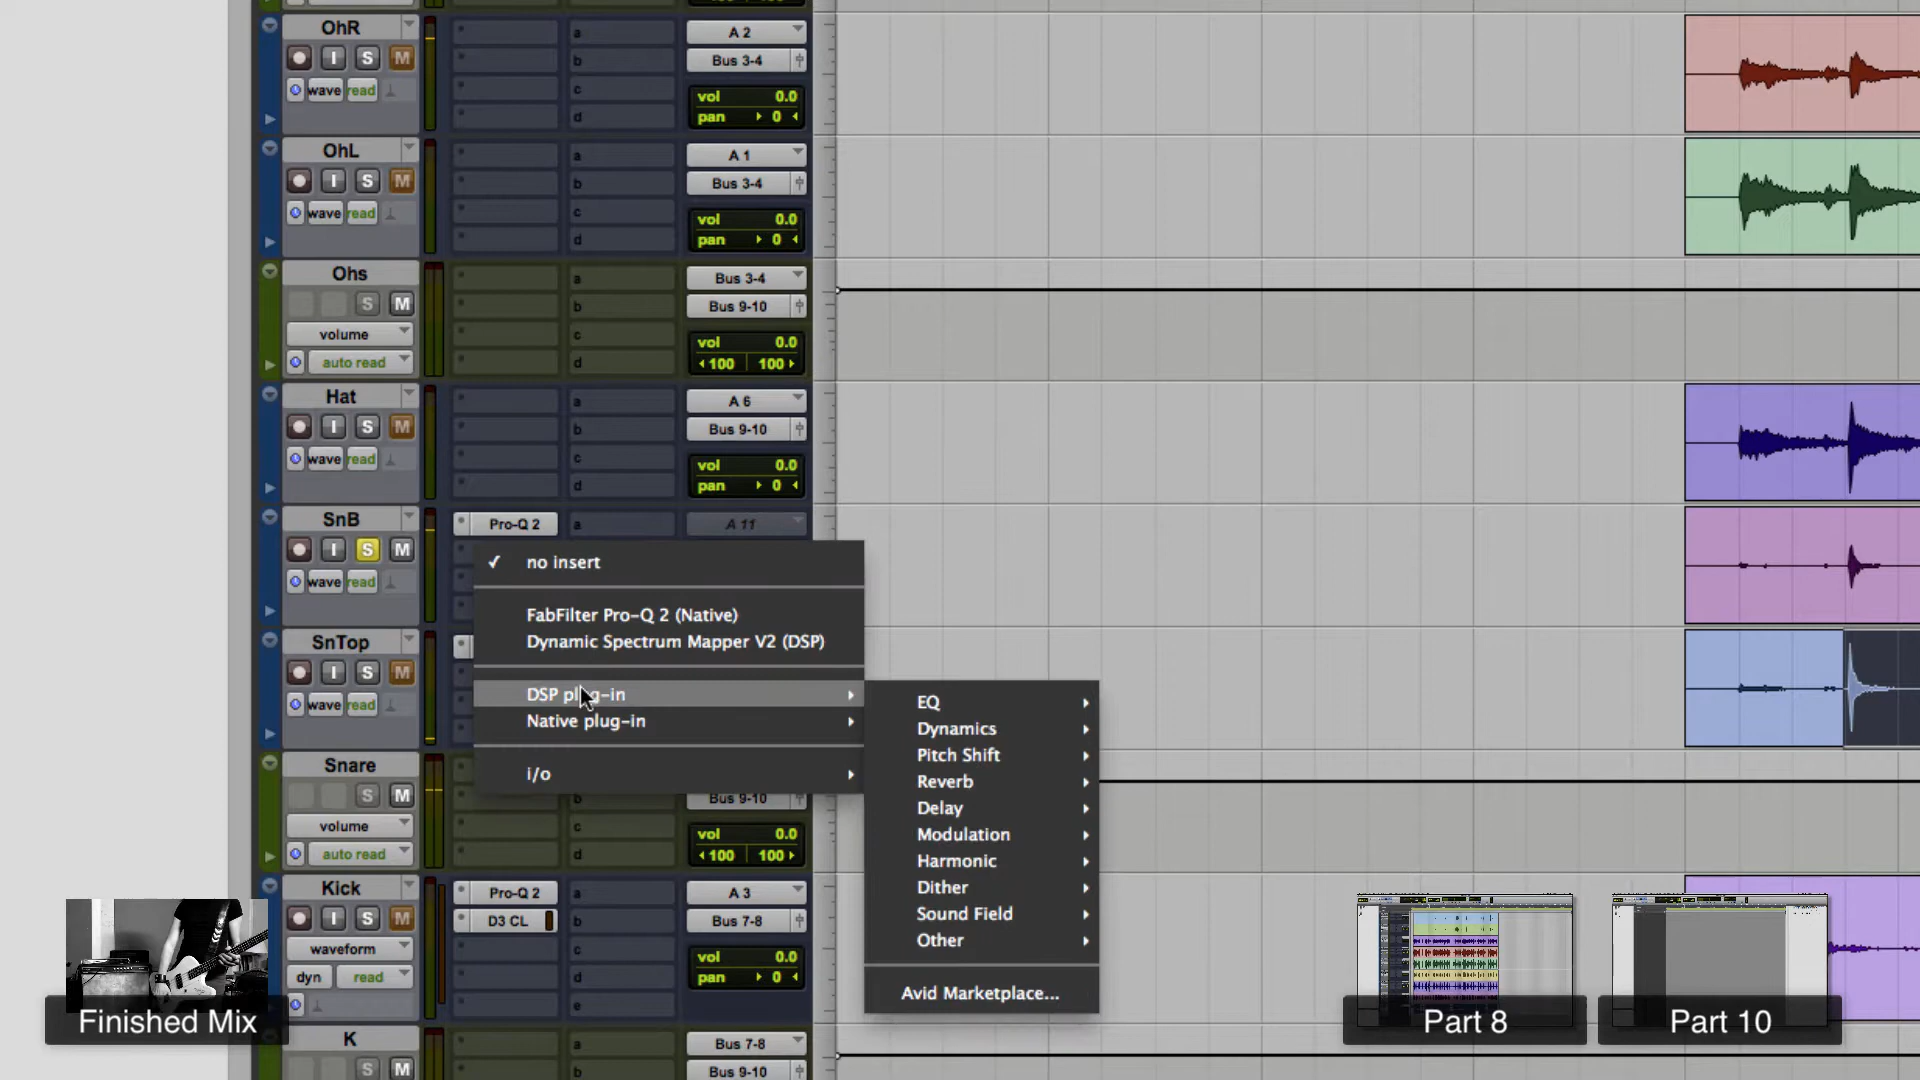 OhR
I S M
wave read
a
b
c
d
A 2
Bus 3-4
vol 0.0
pan 0
OhL
I S M
wave read
a
b
c
d
A 1
Bus 3-4
vol 0.0
pan 0
Ohs
S M
volume
auto read
a
b
c
d
Bus 3-4
Bus 9-10
vol 0.0
100 100
Hat
I S M
wave read
a
b
c
d
A 6
Bus 9-10
vol 0.0
pan 0
SnB
I S M
wave read
Pro-Q 2
a
A 11
no insert
FabFilter Pro-Q 2 (Native)
Dynamic Spectrum Mapper V2 (DSP)
DSP plug-in
Native plug-in
i/o
EQ
Dynamics
Pitch Shift
Reverb
Delay
Modulation
Harmonic
Dither
Sound Field
Other
Avid Marketplace...
SnTop
I S M
wave read
Snare
S M
volume
auto read
b
c
d
Bus 9-10
vol 0.0
100 100
Kick
I S M
waveform
dyn read
Pro-Q 2
D3 CL
a
b
c
d
e
A 3
Bus 7-8
vol 0.0
pan 0
K
S M
a
b
Bus 7-8
Bus 9-10
Finished Mix
Part 8
Part 10